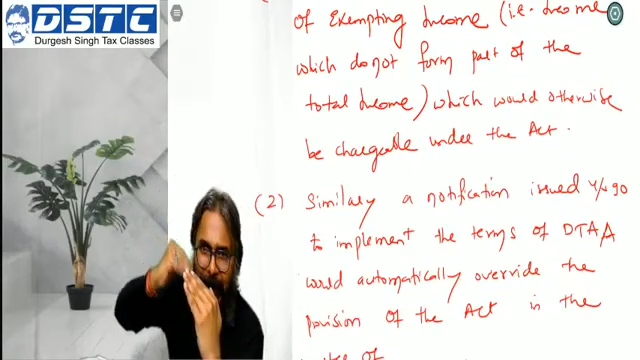 DSTC
Durgesh Singh Tax Classes
of Exempting Income (i.e. Income
which do not form part of the
total Income) which would otherwise
be chargeable under the Act.
(2) Similarly a notification issued u/s 90
to implement the terms of DTAA
would automatically override the
provision of the Act in the